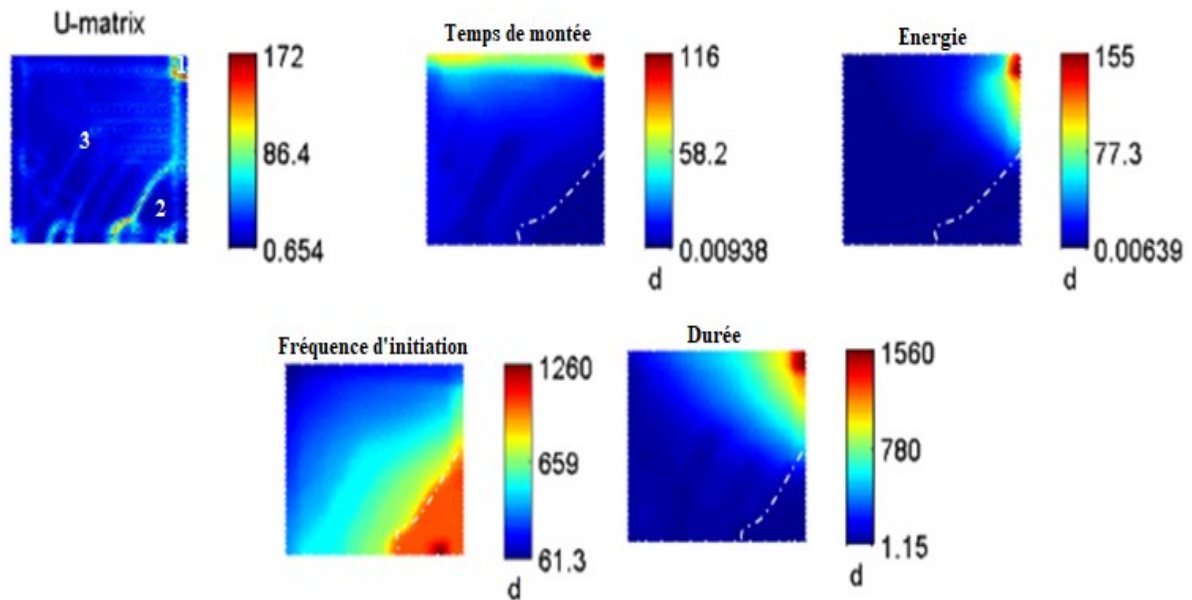 U-matrix
1
3
2
172
86.4
0.654
Temps de montée
116
58.2
0.00938
d
Energie
155
77.3
0.00639
d
Fréquence d'initiation
1260
659
61.3
d
Durée
1560
780
1.15
d